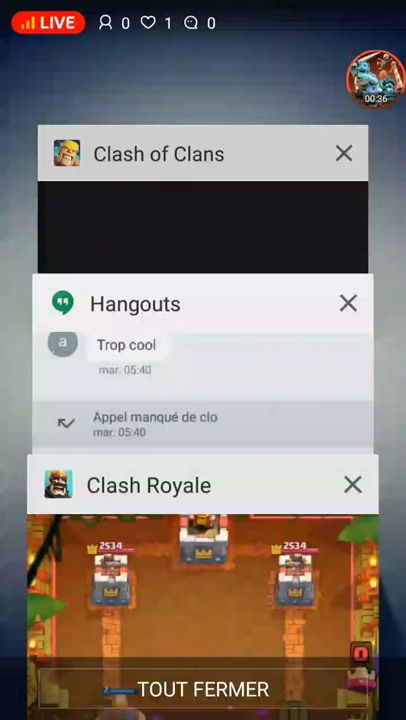 LIVE 0 1 0
00:36
Clash of Clans
Hangouts
a Trop cool
mar. 05:40
Appel manqué de clo
mar. 05:40
Clash Royale
2534 2534
TOUT FERMER